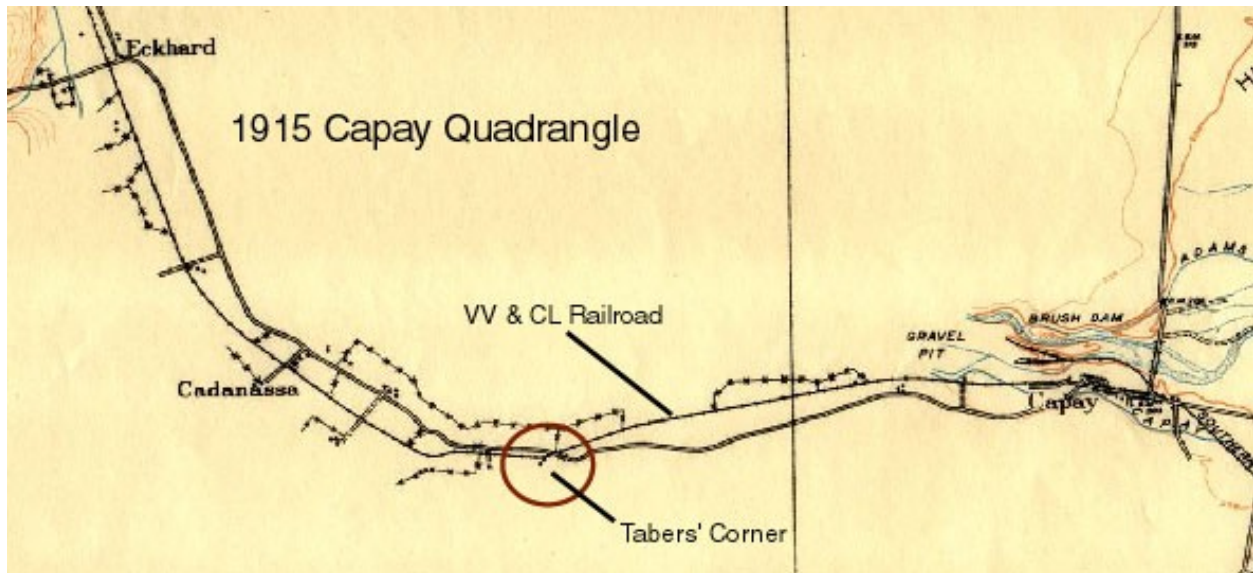 Eckhard
1915 Capay Quadrangle
ADAMS
VV & CL Railroad
BRUSH DAM
GRAVEL
PIT
Cadanassa
Capay
Tabers' Corner